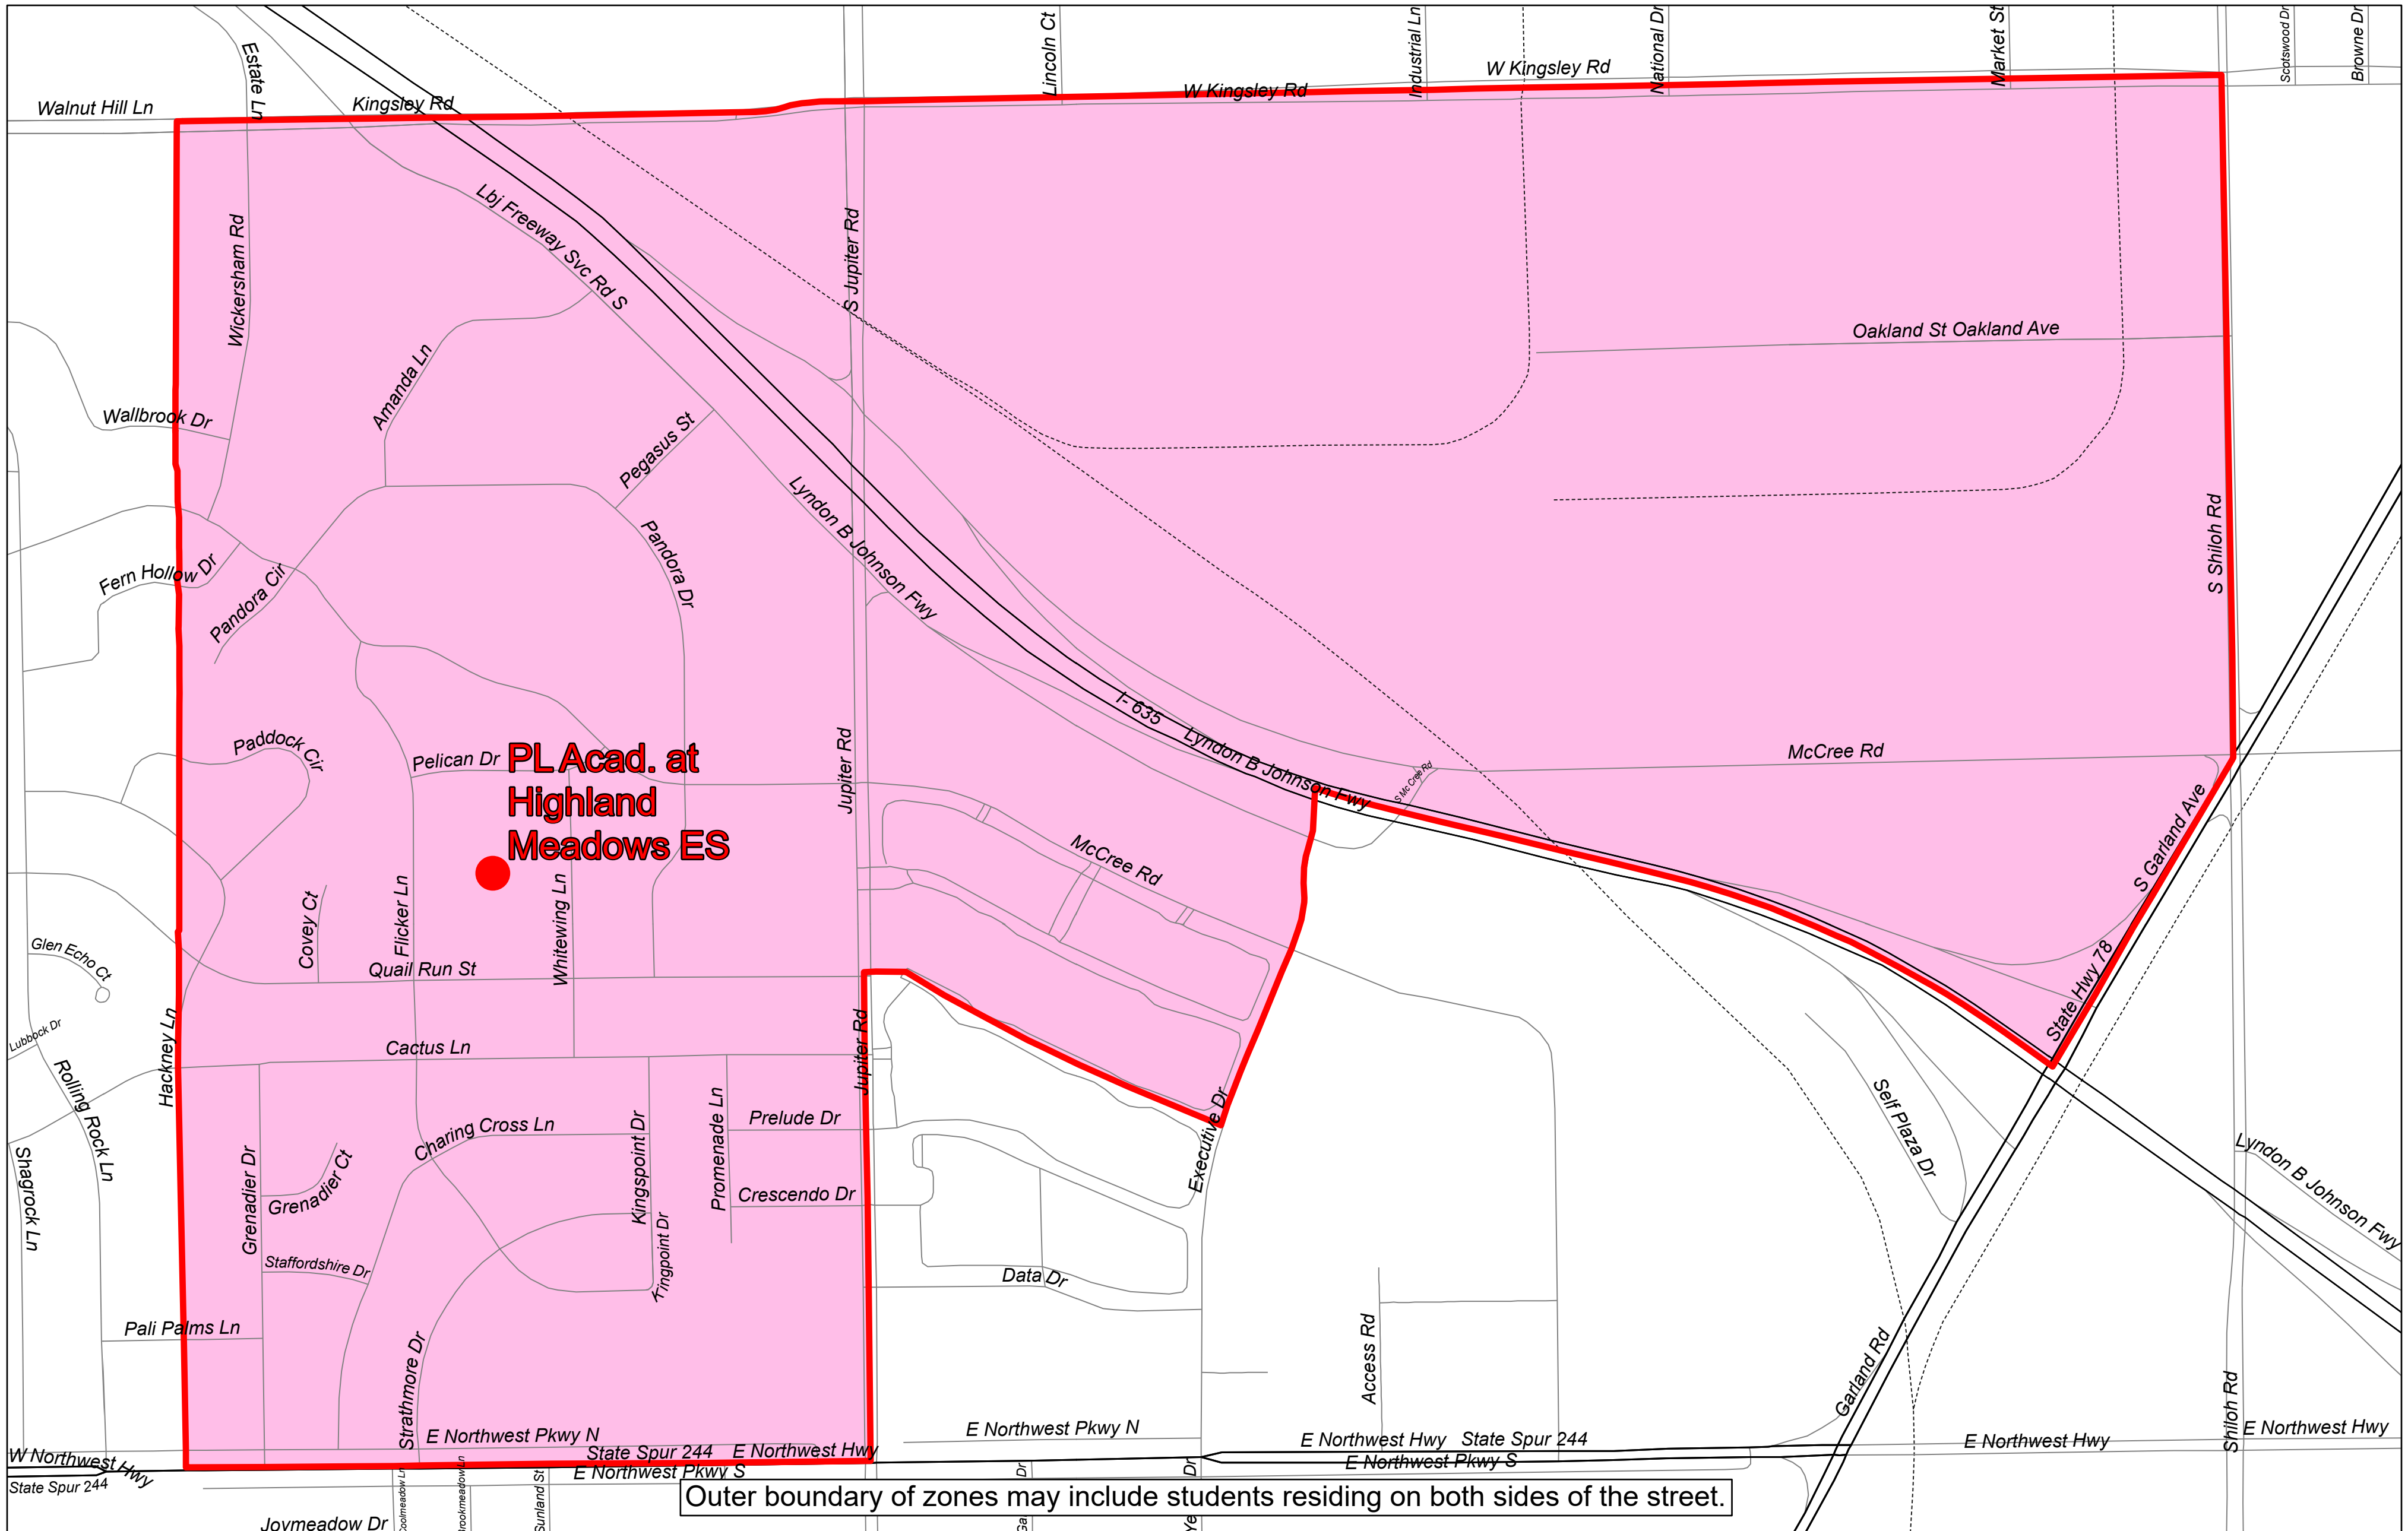 Lincoln Ct
Industrial Ln
National Dr
Market St
Scotswood Dr
Browne Dr
Estate Ln
W Kingsley Rd
Walnut Hill Ln
Kingsley Rd
W Kingsley Rd
Wickersham Rd
Lbj Freeway Svc Rd S
S Jupiter Rd
Oakland St Oakland Ave
Amanda Ln
Wallbrook Dr
Pegasus St
Lyndon B Johnson Fwy
S Shiloh Rd
Pandora Dr
Fern Hollow Dr
Pandora Cir
I- 635
Paddock Cir
Pelican Dr
PL Acad. at
Highland
Meadows ES
Jupiter Rd
Lyndon B Johnson Fwy
S Mc Cree Rd
McCree Rd
McCree Rd
S Garland Ave
Covey Ct
Flicker Ln
Whitewing Ln
Glen Echo Ct
Quail Run St
State Hwy 78
Lubbock Dr
Hackney Ln
Cactus Ln
Jupiter Rd
Rolling Rock Ln
Charing Cross Ln
Kingspoint Dr
Promenade Ln
Prelude Dr
Executive Dr
Self Plaza Dr
Lyndon B Johnson Fwy
Shagrock Ln
Grenadier Dr
Grenadier Ct
Crescendo Dr
Staffordshire Dr
Kingpoint Dr
Data Dr
Pali Palms Ln
Strathmore Dr
Access Rd
Garland Rd
Shiloh Rd
E Northwest Pkwy N
E Northwest Pkwy N
E Northwest Hwy
W Northwest Hwy
State Spur 244
E Northwest Hwy
E Northwest Hwy
State Spur 244
E Northwest Hwy
State Spur 244
E Northwest Pkwy S
E Northwest Pkwy S
Sunland St
Dr
Dr
Outer boundary of zones may include students residing on both sides of the street.
Joymeadow Dr